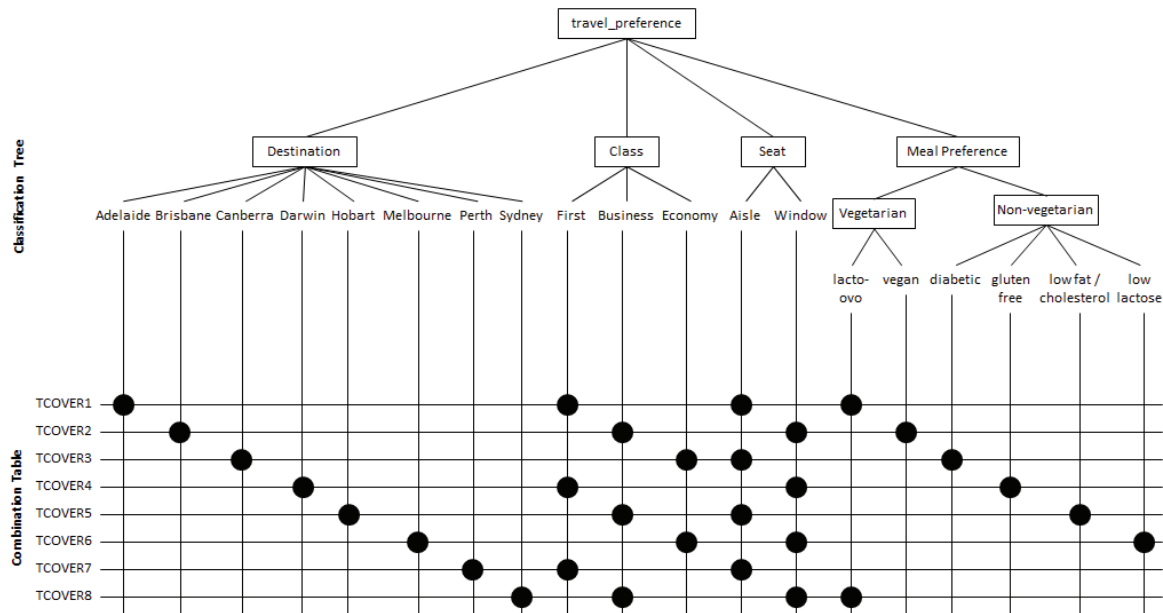 travel_preference
Classification Tree
Destination
Class
Seat
Meal Preference
Adelaide Brisbane Canberra Darwin Hobart Melbourne Perth Sydney First Business Economy Aisle Window
Vegetarian
Non-vegetarian
lacto-
ovo
vegan
diabetic
gluten
free
low fat /
cholesterol
low
lactose
Combination Table
TCOVER1
TCOVER2
TCOVER3
TCOVER4
TCOVER5
TCOVER6
TCOVER7
TCOVER8